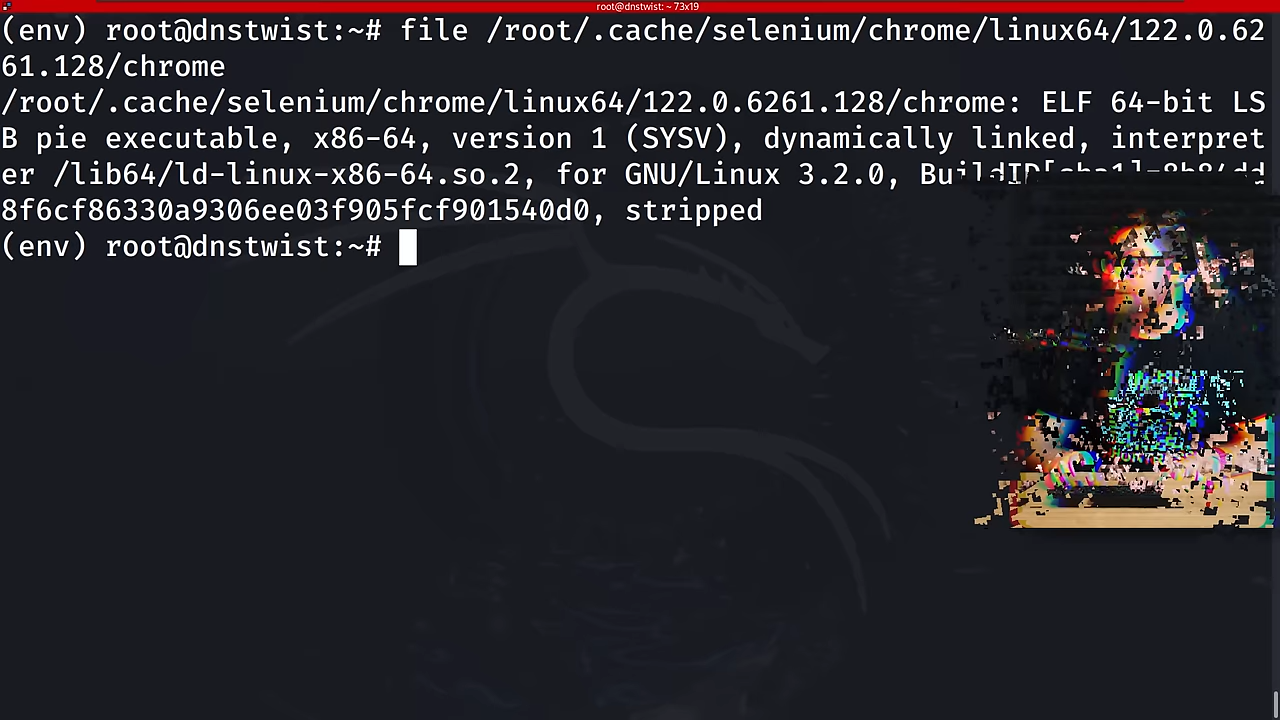 root@dnstwist: ~ 73x19
(env) root@dnstwist:~# file /root/.cache/selenium/chrome/linux64/122.0.62
61.128/chrome
/root/.cache/selenium/chrome/linux64/122.0.6261.128/chrome: ELF 64-bit LS
B pie executable, x86-64, version 1 (SYSV), dynamically linked, interpret
er /lib64/ld-linux-x86-64.so.2, for GNU/Linux 3.2.0,
8f6cf86330a9306ee03f905fcf901540d0, stripped
(env) root@dnstwist:~#